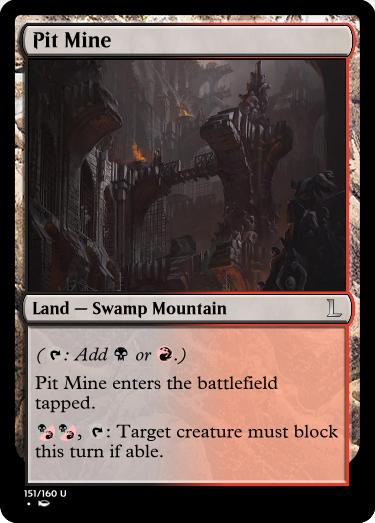 Pit Mine
Land — Swamp Mountain
( : Add or .)
Pit Mine enters the battlefield
tapped.
, : Target creature must block
this turn if able.
151/160 U